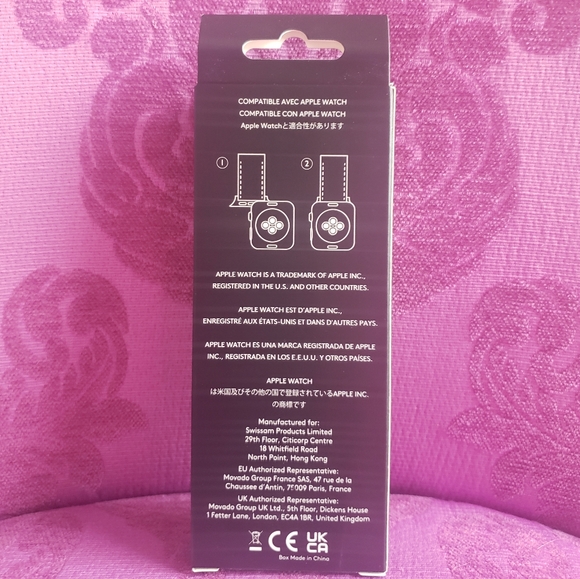 COMPATIBLE AVEC APPLE WATCH
COMPATIBLE CON APPLE WATCH
Apple Watchと適合性があります
1
2
APPLE WATCH IS A TRADEMARK OF APPLE INC.,
REGISTERED IN THE U.S. AND OTHER COUNTRIES.
APPLE WATCH EST D'APPLE INC.,
ENREGISTRÉ AUX ÉTATS-UNIS ET DANS D'AUTRES PAYS.
APPLE WATCH ES UNA MARCA REGISTRADA DE APPLE
INC., REGISTRADA EN LOS E.E.U.U. Y OTROS PAÍSES.
APPLE WATCH
は米国及びその他の国で登録されているAPPLE INC.
の商標です
Manufactured for:
Swissam Products Limited
29th Floor, Citicorp Centre
18 Whitfield Road
North Point, Hong Kong
EU Authorized Representative:
Movado Group France SAS, 47 rue de la
Chaussee d'Antin, 75009 Paris, France
UK Authorized Representative:
Movado Group UK Ltd., 5th Floor, Dickens House
1 Fetter Lane, London, EC4A 1BR, United Kingdom
CE UK
CA
Box Made in China